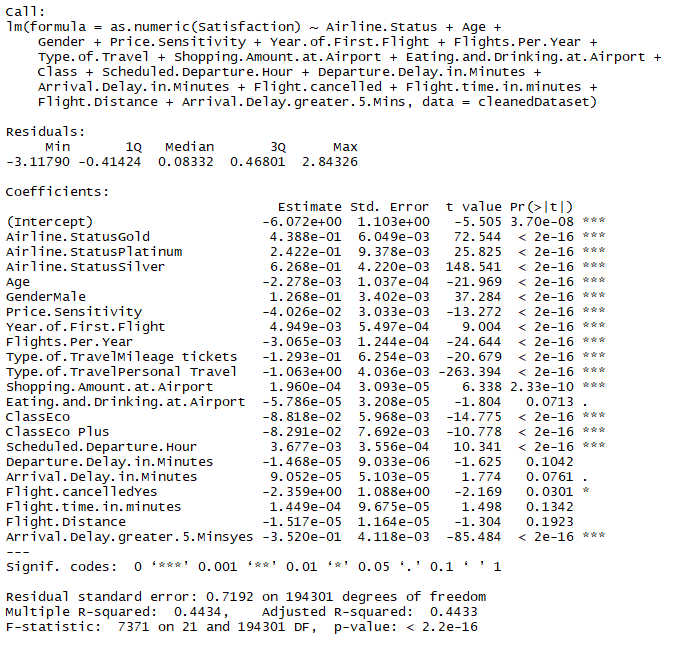 Call:
lm(formula = as.numeric(Satisfaction) ~ Airline.Status + Age +
    Gender + Price.Sensitivity + Year.of.First.Flight + Flights.Per.Year +
    Type.of.Travel + Shopping.Amount.at.Airport + Eating.and.Drinking.at.Airport +
    Class + Scheduled.Departure.Hour + Departure.Delay.in.Minutes +
    Arrival.Delay.in.Minutes + Flight.cancelled + Flight.time.in.minutes +
    Flight.Distance + Arrival.Delay.greater.5.Mins, data = cleanedDataset)

Residuals:
     Min       1Q   Median       3Q      Max
-3.11790 -0.41424  0.08332  0.46801  2.84326

Coefficients:
                                 Estimate Std. Error  t value Pr(>|t|)
(Intercept)                    -6.072e+00  1.103e+00   -5.505 3.70e-08 ***
Airline.StatusGold              4.388e-01  6.049e-03   72.544  < 2e-16 ***
Airline.StatusPlatinum          2.422e-01  9.378e-03   25.825  < 2e-16 ***
Airline.StatusSilver            6.268e-01  4.220e-03  148.541  < 2e-16 ***
Age                            -2.278e-03  1.037e-04  -21.969  < 2e-16 ***
GenderMale                      1.268e-01  3.402e-03   37.284  < 2e-16 ***
Price.Sensitivity              -4.026e-02  3.033e-03  -13.272  < 2e-16 ***
Year.of.First.Flight            4.949e-03  5.497e-04    9.004  < 2e-16 ***
Flights.Per.Year               -3.065e-03  1.244e-04  -24.644  < 2e-16 ***
Type.of.TravelMileage tickets  -1.293e-01  6.254e-03  -20.679  < 2e-16 ***
Type.of.TravelPersonal Travel  -1.063e+00  4.036e-03 -263.394  < 2e-16 ***
Shopping.Amount.at.Airport      1.960e-04  3.093e-05    6.338 2.33e-10 ***
Eating.and.Drinking.at.Airport -5.786e-05  3.208e-05   -1.804   0.0713 .
ClassEco                       -8.818e-02  5.968e-03  -14.775  < 2e-16 ***
ClassEco Plus                  -8.291e-02  7.692e-03  -10.778  < 2e-16 ***
Scheduled.Departure.Hour        3.677e-03  3.556e-04   10.341  < 2e-16 ***
Departure.Delay.in.Minutes     -1.468e-05  9.033e-06   -1.625   0.1042
Arrival.Delay.in.Minutes        9.052e-05  5.103e-05    1.774   0.0761 .
Flight.cancelledYes            -2.359e+00  1.088e+00   -2.169   0.0301 *
Flight.time.in.minutes          1.449e-04  9.675e-05    1.498   0.1342
Flight.Distance                -1.517e-05  1.164e-05   -1.304   0.1923
Arrival.Delay.greater.5.Minsyes -3.520e-01  4.118e-03  -85.484  < 2e-16 ***
---
Signif. codes:  0 ‘***’ 0.001 ‘**’ 0.01 ‘*’ 0.05 ‘.’ 0.1 ‘ ’ 1

Residual standard error: 0.7192 on 194301 degrees of freedom
Multiple R-squared:  0.4434,    Adjusted R-squared:  0.4433
F-statistic:  7371 on 21 and 194301 DF,  p-value: < 2.2e-16